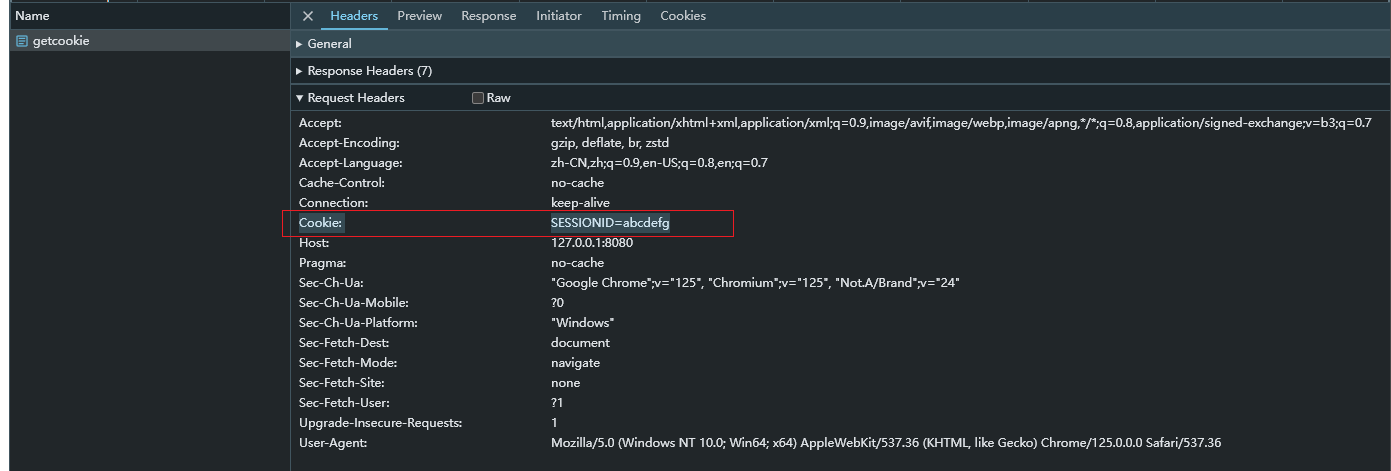 Name
Headers Preview Response Initiator Timing Cookies
getcookie
General
Response Headers (7)
Request Headers Raw
Accept: text/html,application/xhtml+xml,application/xml;q=0.9,image/avif,image/webp,image/apng,*/*;q=0.8,application/signed-exchange;v=b3;q=0.7
Accept-Encoding: gzip, deflate, br, zstd
Accept-Language: zh-CN,zh;q=0.9,en-US;q=0.8,en;q=0.7
Cache-Control: no-cache
Connection: keep-alive
Cookie: SESSIONID=abcdefg
Host: 127.0.0.1:8080
Pragma: no-cache
Sec-Ch-Ua: "Google Chrome";v="125", "Chromium";v="125", "Not.A/Brand";v="24"
Sec-Ch-Ua-Mobile: ?0
Sec-Ch-Ua-Platform: "Windows"
Sec-Fetch-Dest: document
Sec-Fetch-Mode: navigate
Sec-Fetch-Site: none
Sec-Fetch-User: ?1
Upgrade-Insecure-Requests: 1
User-Agent: Mozilla/5.0 (Windows NT 10.0; Win64; x64) AppleWebKit/537.36 (KHTML, like Gecko) Chrome/125.0.0.0 Safari/537.36